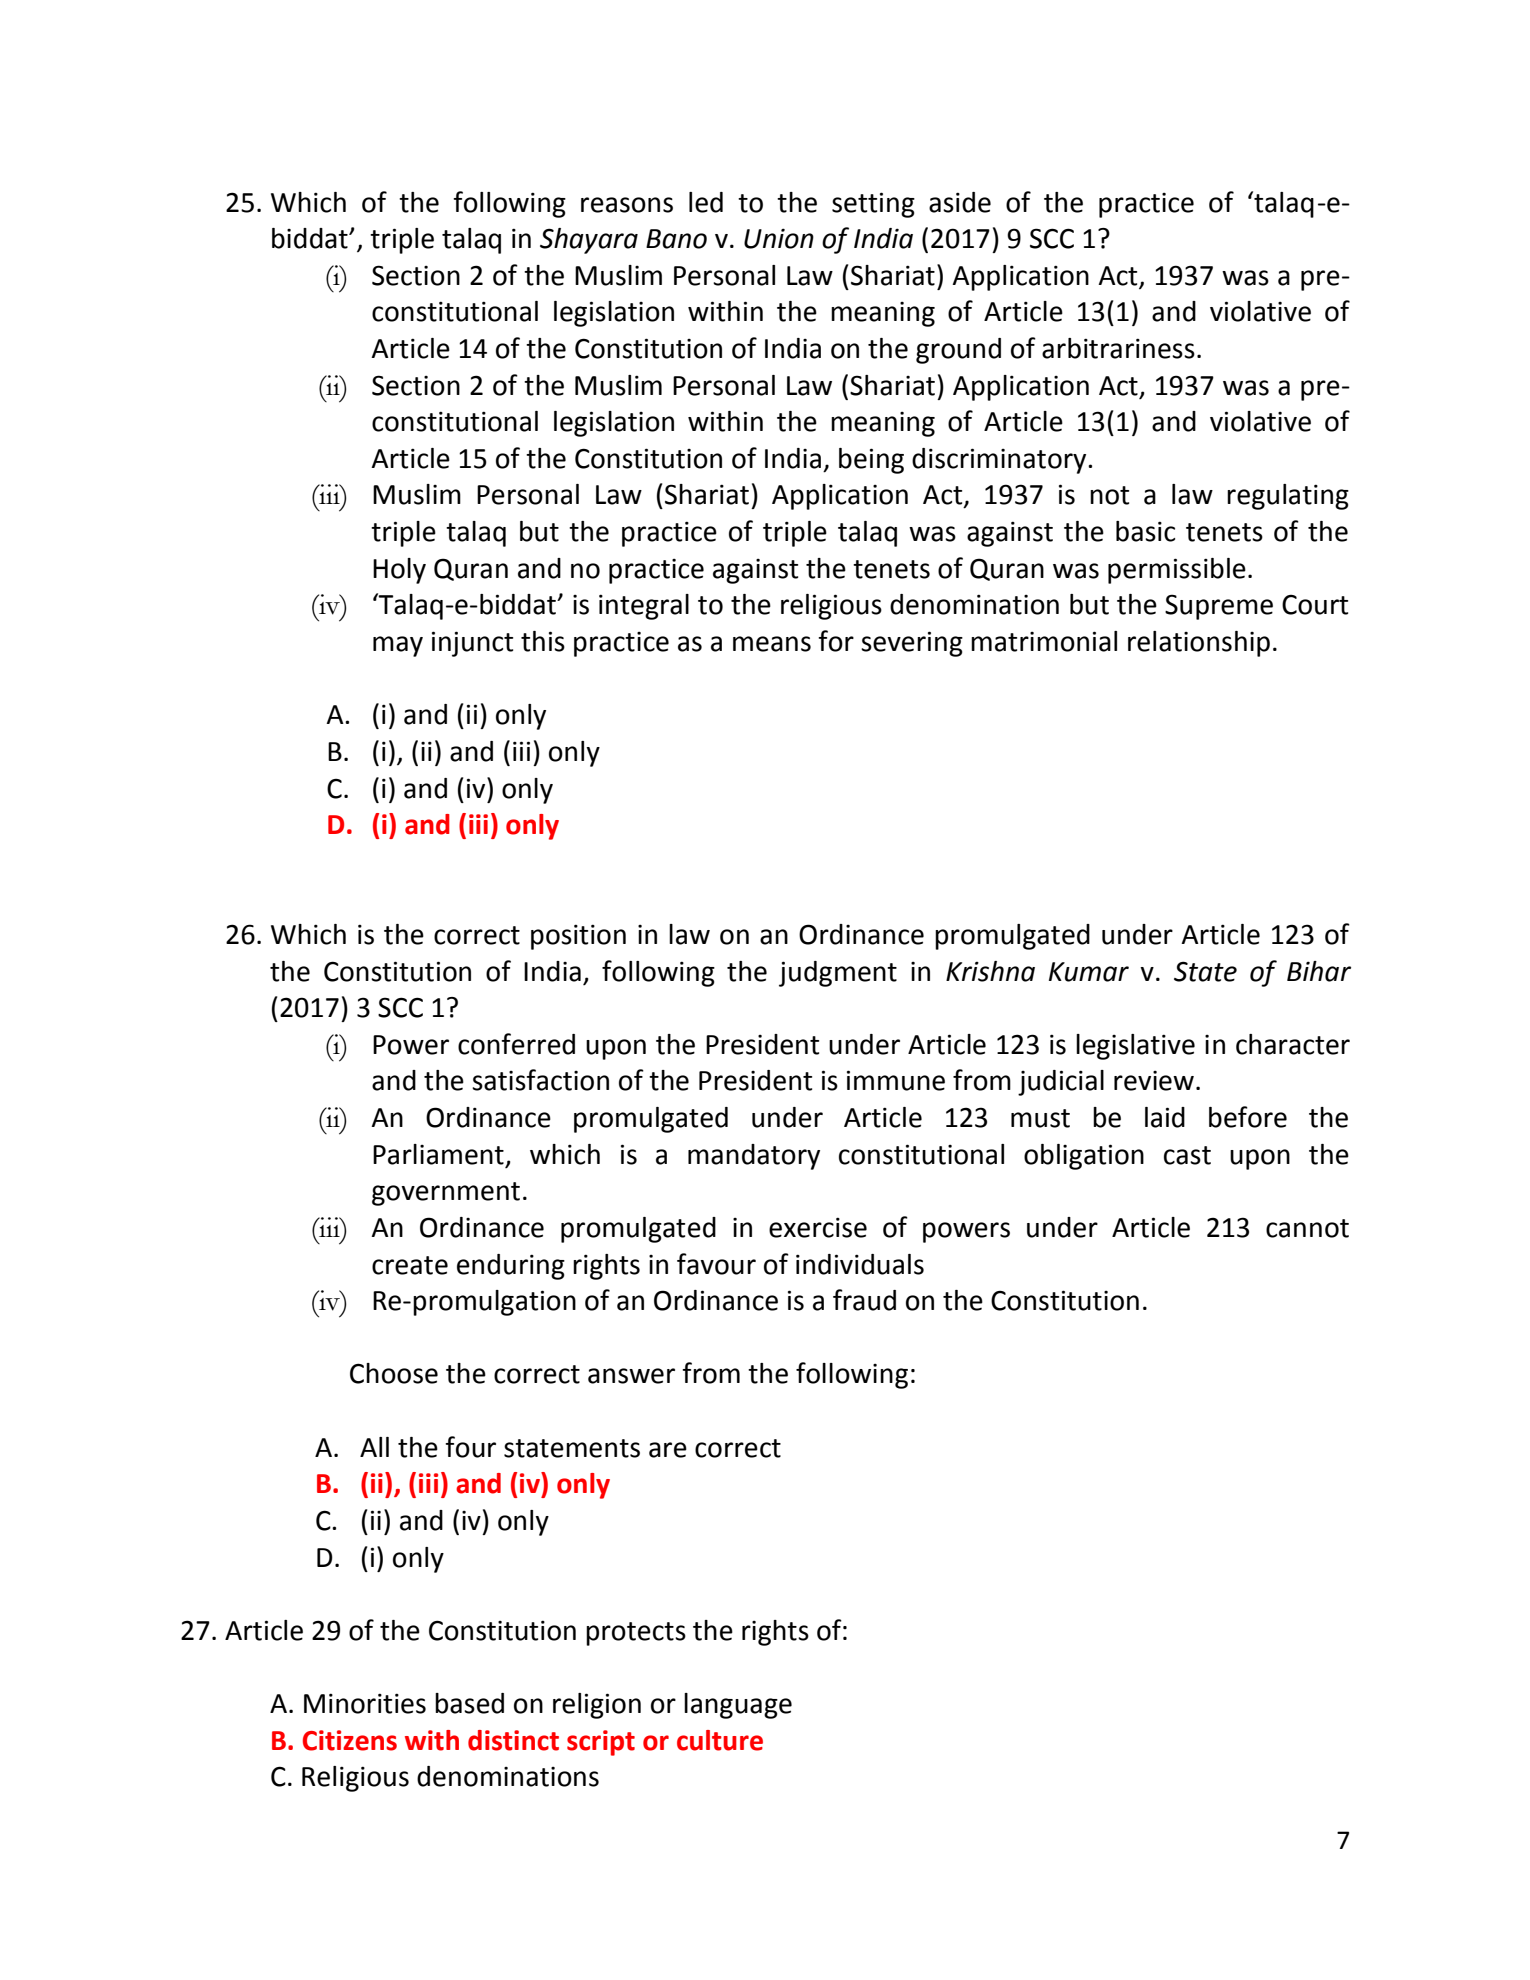 25. Which of the following reasons led to the setting aside of the practice of ‘talaq-e-
biddat’, triple talaq in Shayara Bano v. Union of India (2017) 9 SCC 1?
(i) Section 2 of the Muslim Personal Law (Shariat) Application Act, 1937 was a pre-
constitutional legislation within the meaning of Article 13(1) and violative of
Article 14 of the Constitution of India on the ground of arbitrariness.
(ii) Section 2 of the Muslim Personal Law (Shariat) Application Act, 1937 was a pre-
constitutional legislation within the meaning of Article 13(1) and violative of
Article 15 of the Constitution of India, being discriminatory.
(iii) Muslim Personal Law (Shariat) Application Act, 1937 is not a law regulating
triple talaq but the practice of triple talaq was against the basic tenets of the
Holy Quran and no practice against the tenets of Quran was permissible.
(iv) ‘Talaq-e-biddat’ is integral to the religious denomination but the Supreme Court
may injunct this practice as a means for severing matrimonial relationship.
A. (i) and (ii) only
B. (i), (ii) and (iii) only
C. (i) and (iv) only
D. (i) and (iii) only
26. Which is the correct position in law on an Ordinance promulgated under Article 123 of
the Constitution of India, following the judgment in Krishna Kumar v. State of Bihar
(2017) 3 SCC 1?
(i) Power conferred upon the President under Article 123 is legislative in character
and the satisfaction of the President is immune from judicial review.
(ii) An Ordinance promulgated under Article 123 must be laid before the
Parliament, which is a mandatory constitutional obligation cast upon the
government.
(iii) An Ordinance promulgated in exercise of powers under Article 213 cannot
create enduring rights in favour of individuals
(iv) Re-promulgation of an Ordinance is a fraud on the Constitution.
Choose the correct answer from the following:
A. All the four statements are correct
B. (ii), (iii) and (iv) only
C. (ii) and (iv) only
D. (i) only
27. Article 29 of the Constitution protects the rights of:
A. Minorities based on religion or language
B. Citizens with distinct script or culture
C. Religious denominations
7